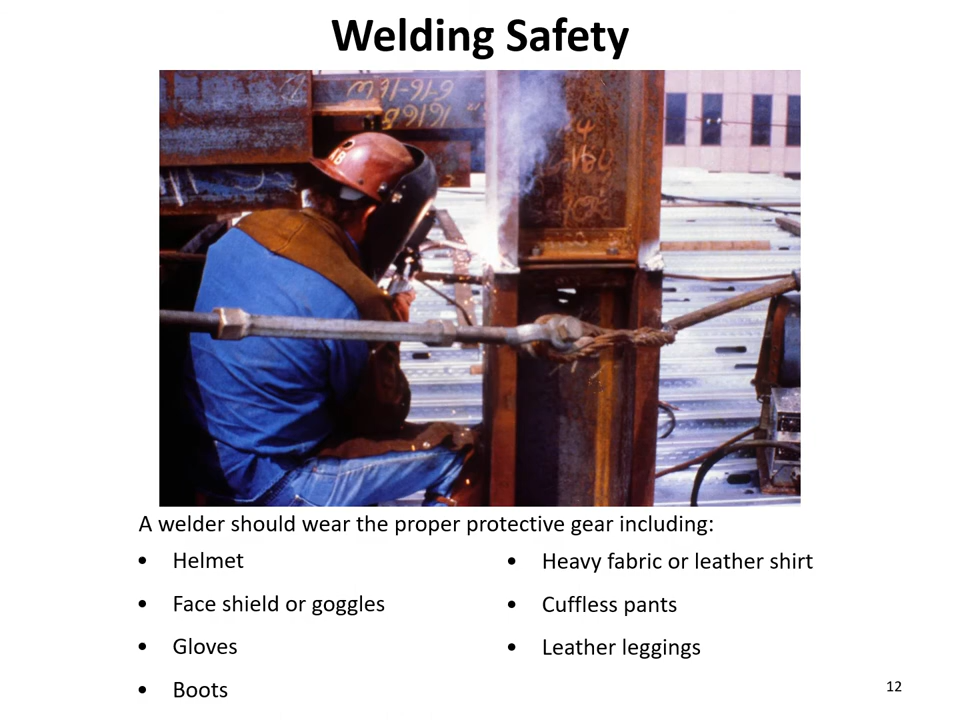 Welding Safety
A welder should wear the proper protective gear including:
• Helmet
• Face shield or goggles
• Gloves
• Boots
• Heavy fabric or leather shirt
• Cuffless pants
• Leather leggings
12